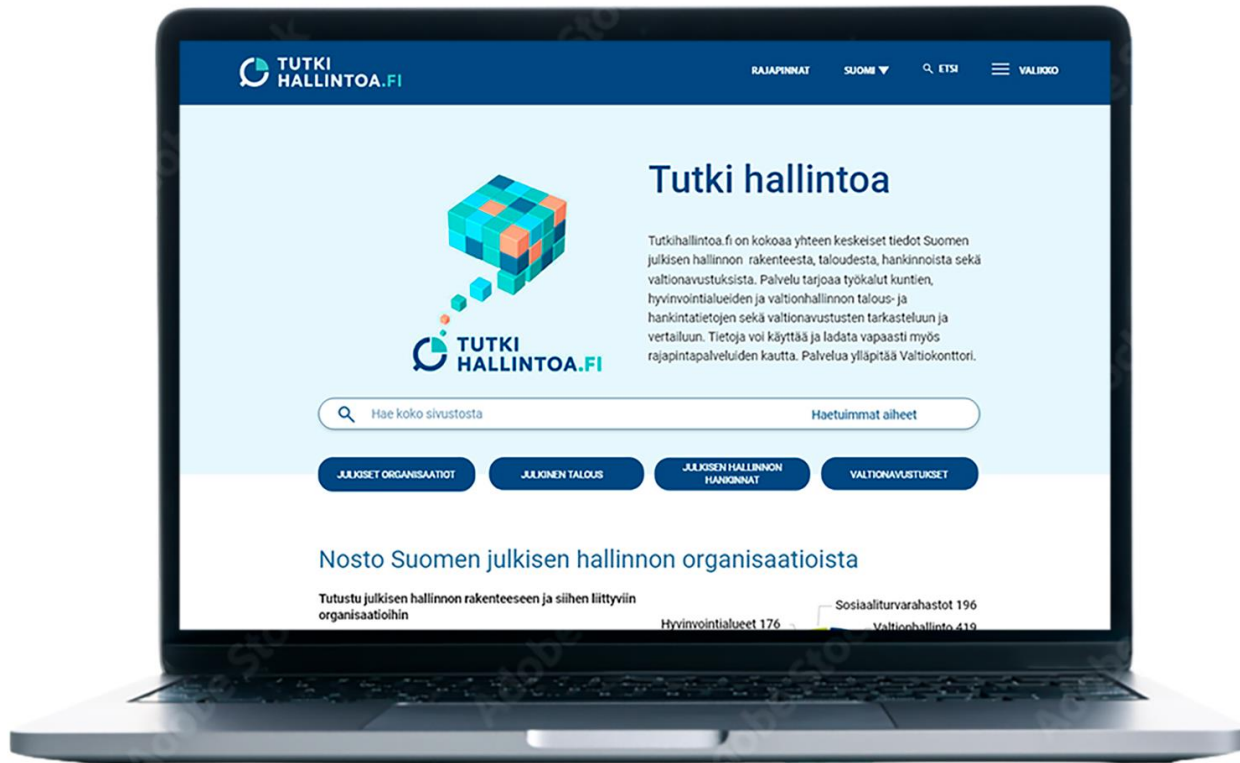 TUTKI
HALLINTOA.FI
RAJAPINNAT
SUOMI
ETSI
VALIKKO
Tutki hallintoa
Tutkihallintoa.fi on kokoaa yhteen keskeiset tiedot Suomen
julkisen hallinnon rakenteesta, taloudesta, hankinnoista sekä
valtionavustuksista. Palvelu tarjoaa työkalut kuntien,
hyvinvointialueiden ja valtionhallinnon talous- ja
hankintatietojen sekä valtionavustusten tarkasteluun ja
vertailuun. Tietoja voi käyttää ja ladata vapaasti myös
rajapintapalveluiden kautta. Palvelua ylläpitää Valtiokonttori.
TUTKI
HALLINTOA.FI
Hae koko sivustosta
Haetuimmat aiheet
JULKISET ORGANISAATIOT
JULKINEN TALOUS
JULKISEN HALLINNON
HANKINNAT
VALTIONAVUSTUKSET
Nosto Suomen julkisen hallinnon organisaatioista
Tutustu julkisen hallinnon rakenteeseen ja siihen liittyviin
organisaatioihin
Sosiaaliturvarahastot 196
Hyvinvointialueet 176
Valtionhallinto 419
Adobe Stock